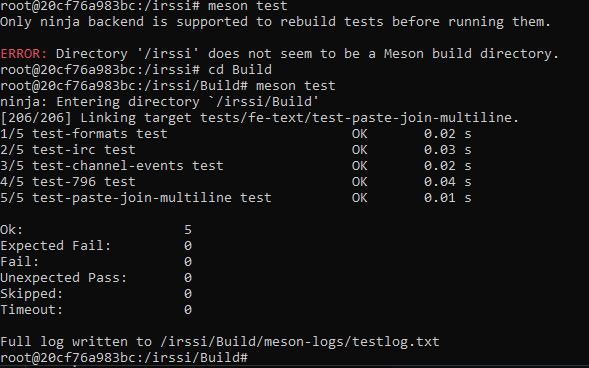 root@20cf76a983bc:/irssi# meson test
Only ninja backend is supported to rebuild tests before running them.
ERROR: Directory '/irssi' does not seem to be a Meson build directory.
root@20cf76a983bc:/irssi# cd Build
root@20cf76a983bc:/irssi/Build# meson test
ninja: Entering directory `/irssi/Build'
[206/206] Linking target tests/fe-text/test-paste-join-multiline.
1/5 test-formats test                   OK       0.02 s
2/5 test-irc test                       OK       0.03 s
3/5 test-channel-events test            OK       0.02 s
4/5 test-796 test                       OK       0.04 s
5/5 test-paste-join-multiline test      OK       0.01 s
Ok:                 5
Expected Fail:      0
Fail:               0
Unexpected Pass:    0
Skipped:            0
Timeout:            0
Full log written to /irssi/Build/meson-logs/testlog.txt
root@20cf76a983bc:/irssi/Build#